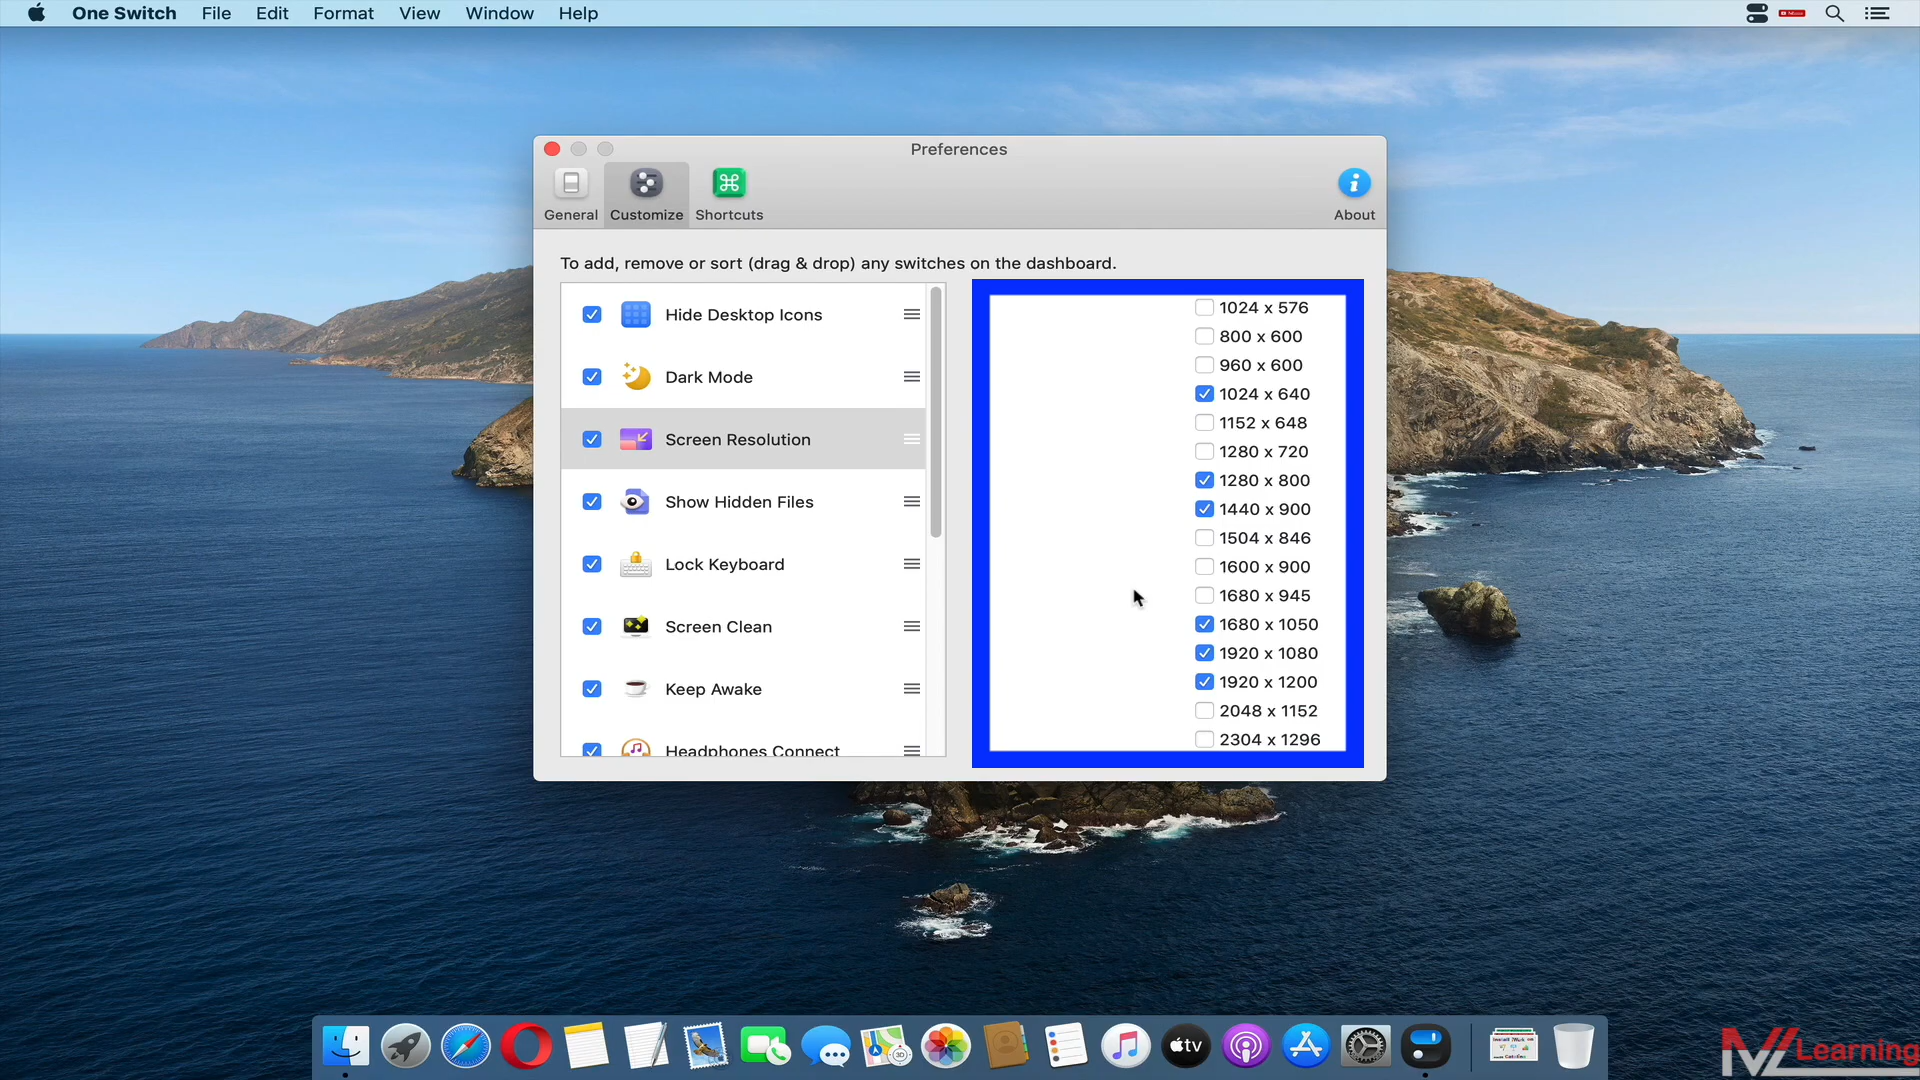 One Switch File Edit Format View Window Help
Preferences
General Customize Shortcuts About
To add, remove or sort (drag & drop) any switches on the dashboard.
Hide Desktop Icons
Dark Mode
Screen Resolution
Show Hidden Files
Lock Keyboard
Screen Clean
Keep Awake
Headphones Connect
1024 x 576
800 x 600
960 x 600
1024 x 640
1152 x 648
1280 x 720
1280 x 800
1440 x 900
1504 x 846
1600 x 900
1680 x 945
1680 x 1050
1920 x 1080
1920 x 1200
2048 x 1152
2304 x 1296
3D
tv
Learning